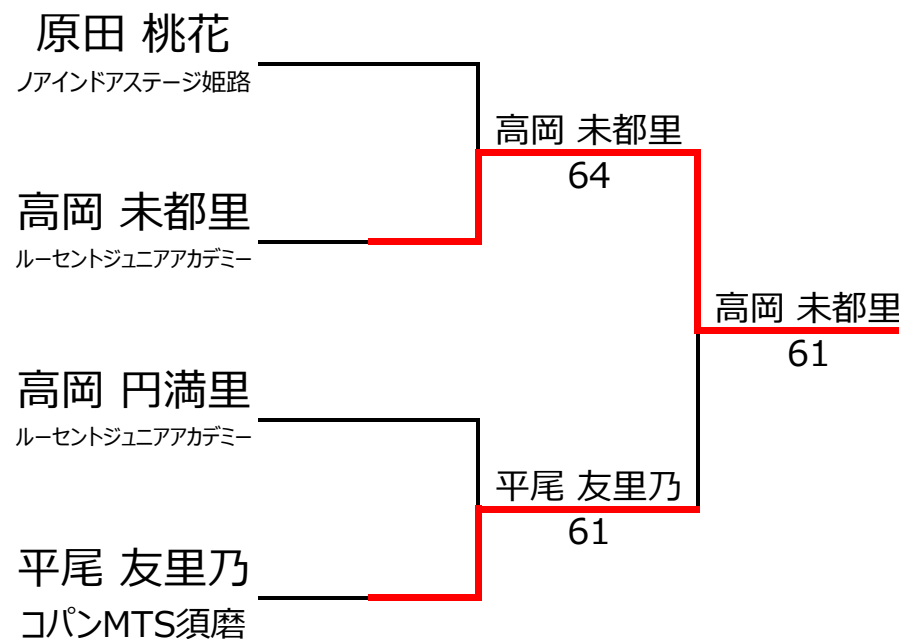 原田 桃花
ノアインドアステージ姫路
高岡 未都里
64
高岡 未都里
ルーセントジュニアアカデミー
高岡 未都里
61
高岡 円満里
ルーセントジュニアアカデミー
平尾 友里乃
61
平尾 友里乃
コパンMTS須磨